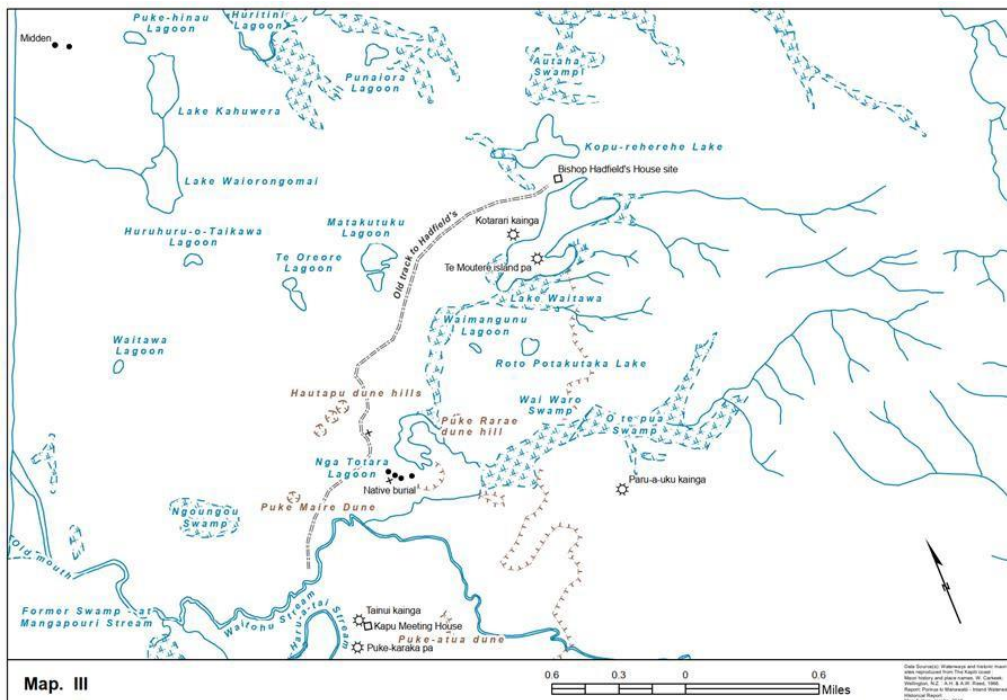 Puke-hinau
Lagoon
Huritini
Lagoon
Midden
Punaiora
Lagoon
Autaha
Swampl
Lake Kahuwera
Kopu-reherehe Lake
Bishop Hadfield's House site
Lake Waiorongomai
Huruhuru-o-Taikawa
Lagoon
Matakutuku
Lagoon
Old track to Hadfield's
Kotarari kainga
Te Oreore
Lagoon
Te Moutere island pa
Lake Waitawa
Waimangunu
Lagoon
Waitawa
Lagoon
Roto Potakutaka Lake
Hautapu dune hills
Wai Waro
Swamp
Puke Rarae
dune hill
O te pua
Swamp
Nga Totara
Lagoon
Native burial
Paru-a-uku kainga
Puke Maire Dune
Ngoungou
Swamp
Old mouth
N
Former Swamp -at
Mangapouri Stream
Waitohu Stream
Haru-a-tai Stream
Tainui kainga
Kapu Meeting House
Puke-atua dune
Puke-karaka pa
Map. III
0.6 0.3 0 0.6
Miles